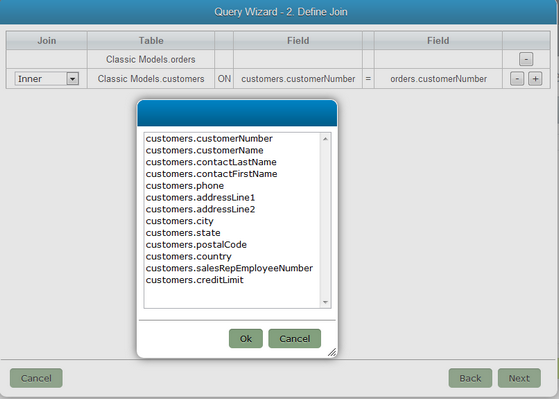 Query Wizard - 2. Define Join
Join Table Field Field
Classic Models.orders -
Inner Classic Models.customers ON customers.customerNumber = orders.customerNumber - +
customers.customerNumber
customers.customerName
customers.contactLastName
customers.contactFirstName
customers.phone
customers.addressLine1
customers.addressLine2
customers.city
customers.state
customers.postalCode
customers.country
customers.salesRepEmployeeNumber
customers.creditLimit
Ok Cancel
Cancel Back Next